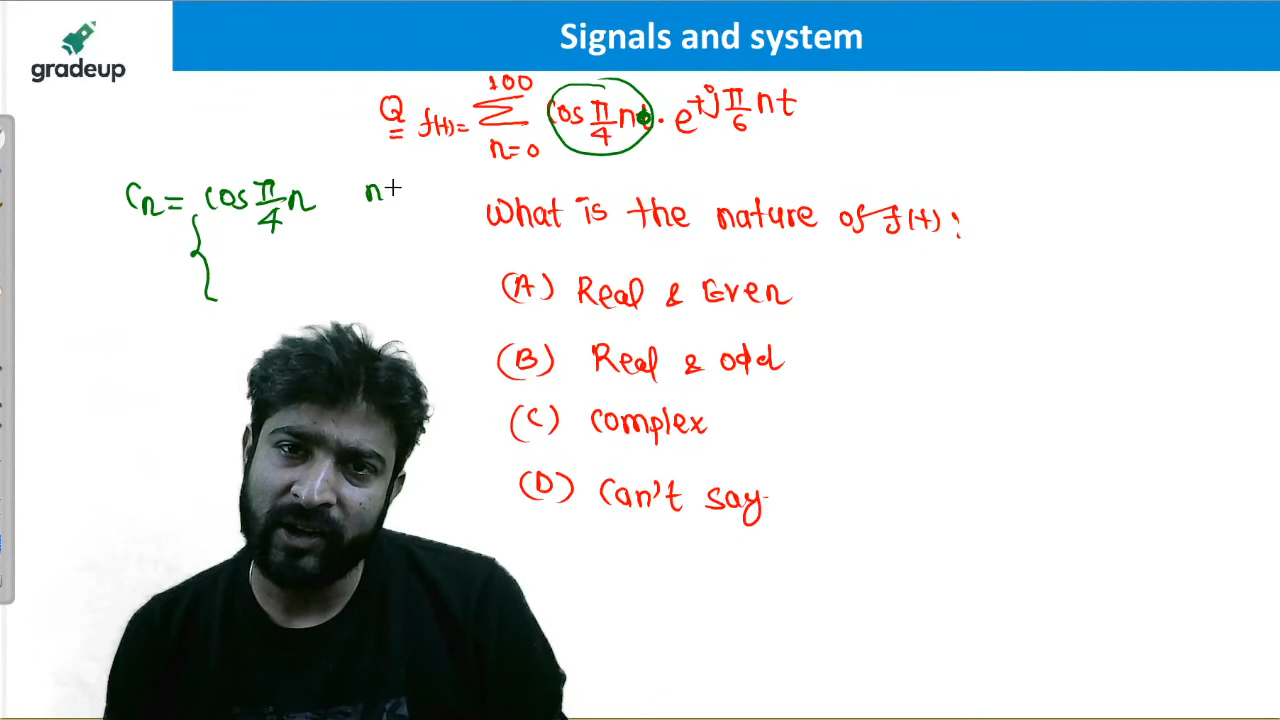 Signals and system
gradeup
Q f(t)= 100 Σ n=0 cos π/4 n . e^+j π/6 nt
Cn = cos π/4 n { n
What is the nature of f(t) :
(A) Real & Even
(B) Real & odd
(C) complex
(D) Can't say